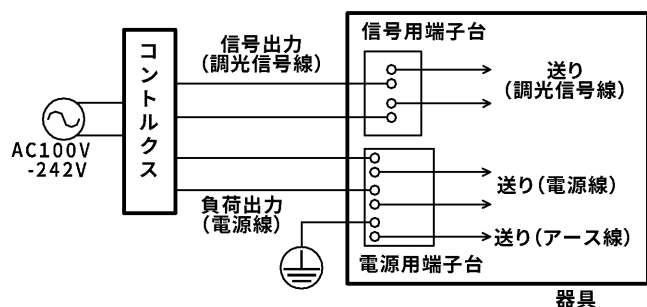 信号出力
(調光信号線)
信号用端子台
送り
(調光信号線)
コントルクス
AC100V
-242V
負荷出力
(電源線)
送り(電源線)
送り(アース線)
電源用端子台
器具